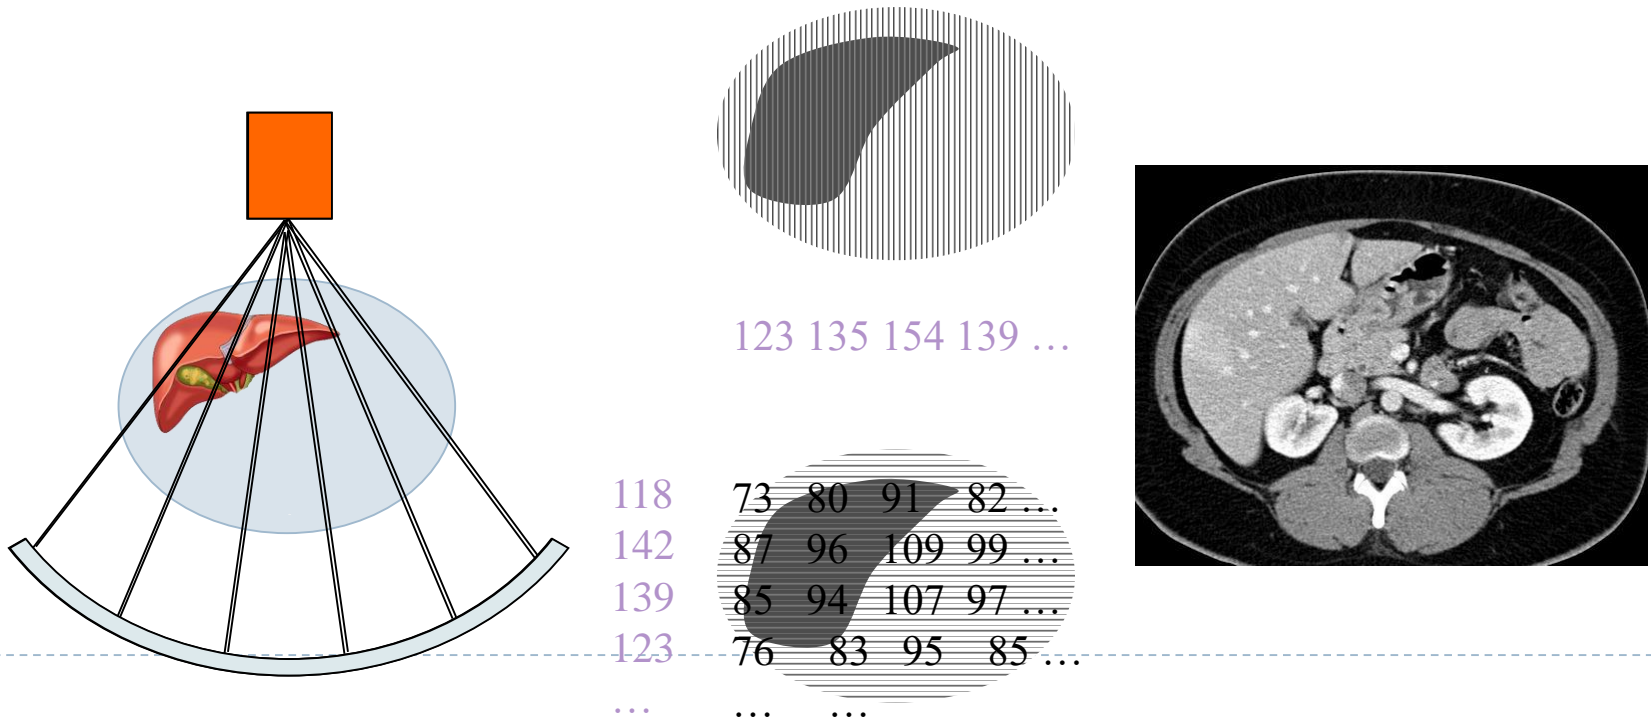 123 135 154 139 …
118 73 80 91 82 …
142 87 96 109 99 …
139 85 94 107 97 …
123 76 83 95 85 …
… … …